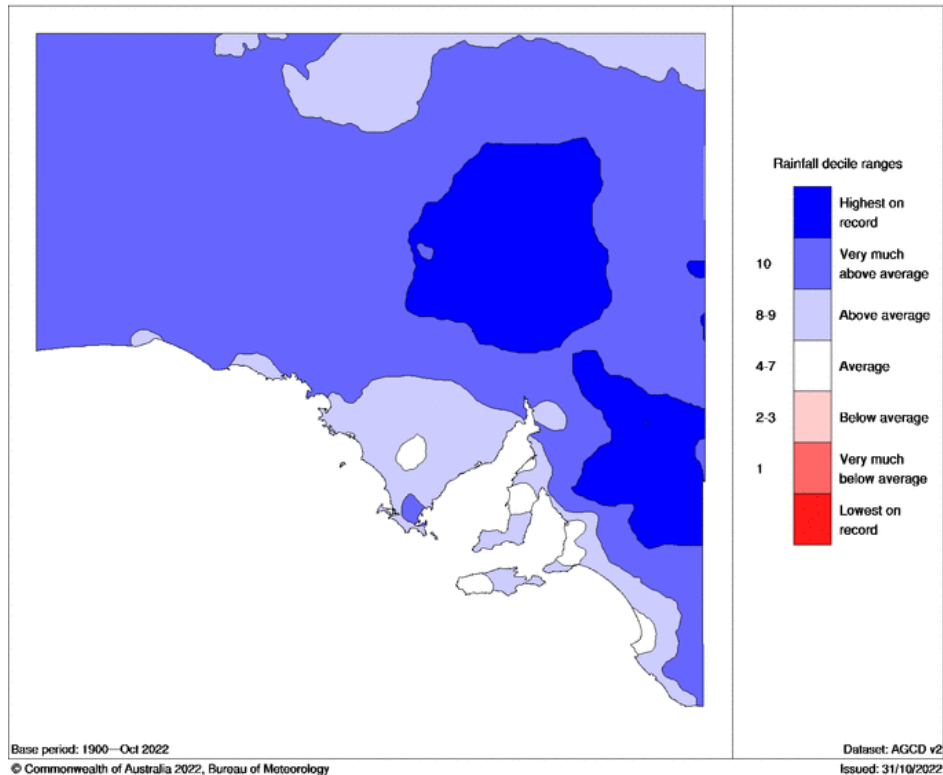 Rainfall decile ranges
Highest on
record
10
Very much
above average
8-9
Above average
4-7
Average
2-3
Below average
1
Very much
below average
Lowest on
record
Base period: 1900—Oct 2022
Dataset: AGCD v2
© Commonwealth of Australia 2022, Bureau of Meteorology
Issued: 31/10/2022